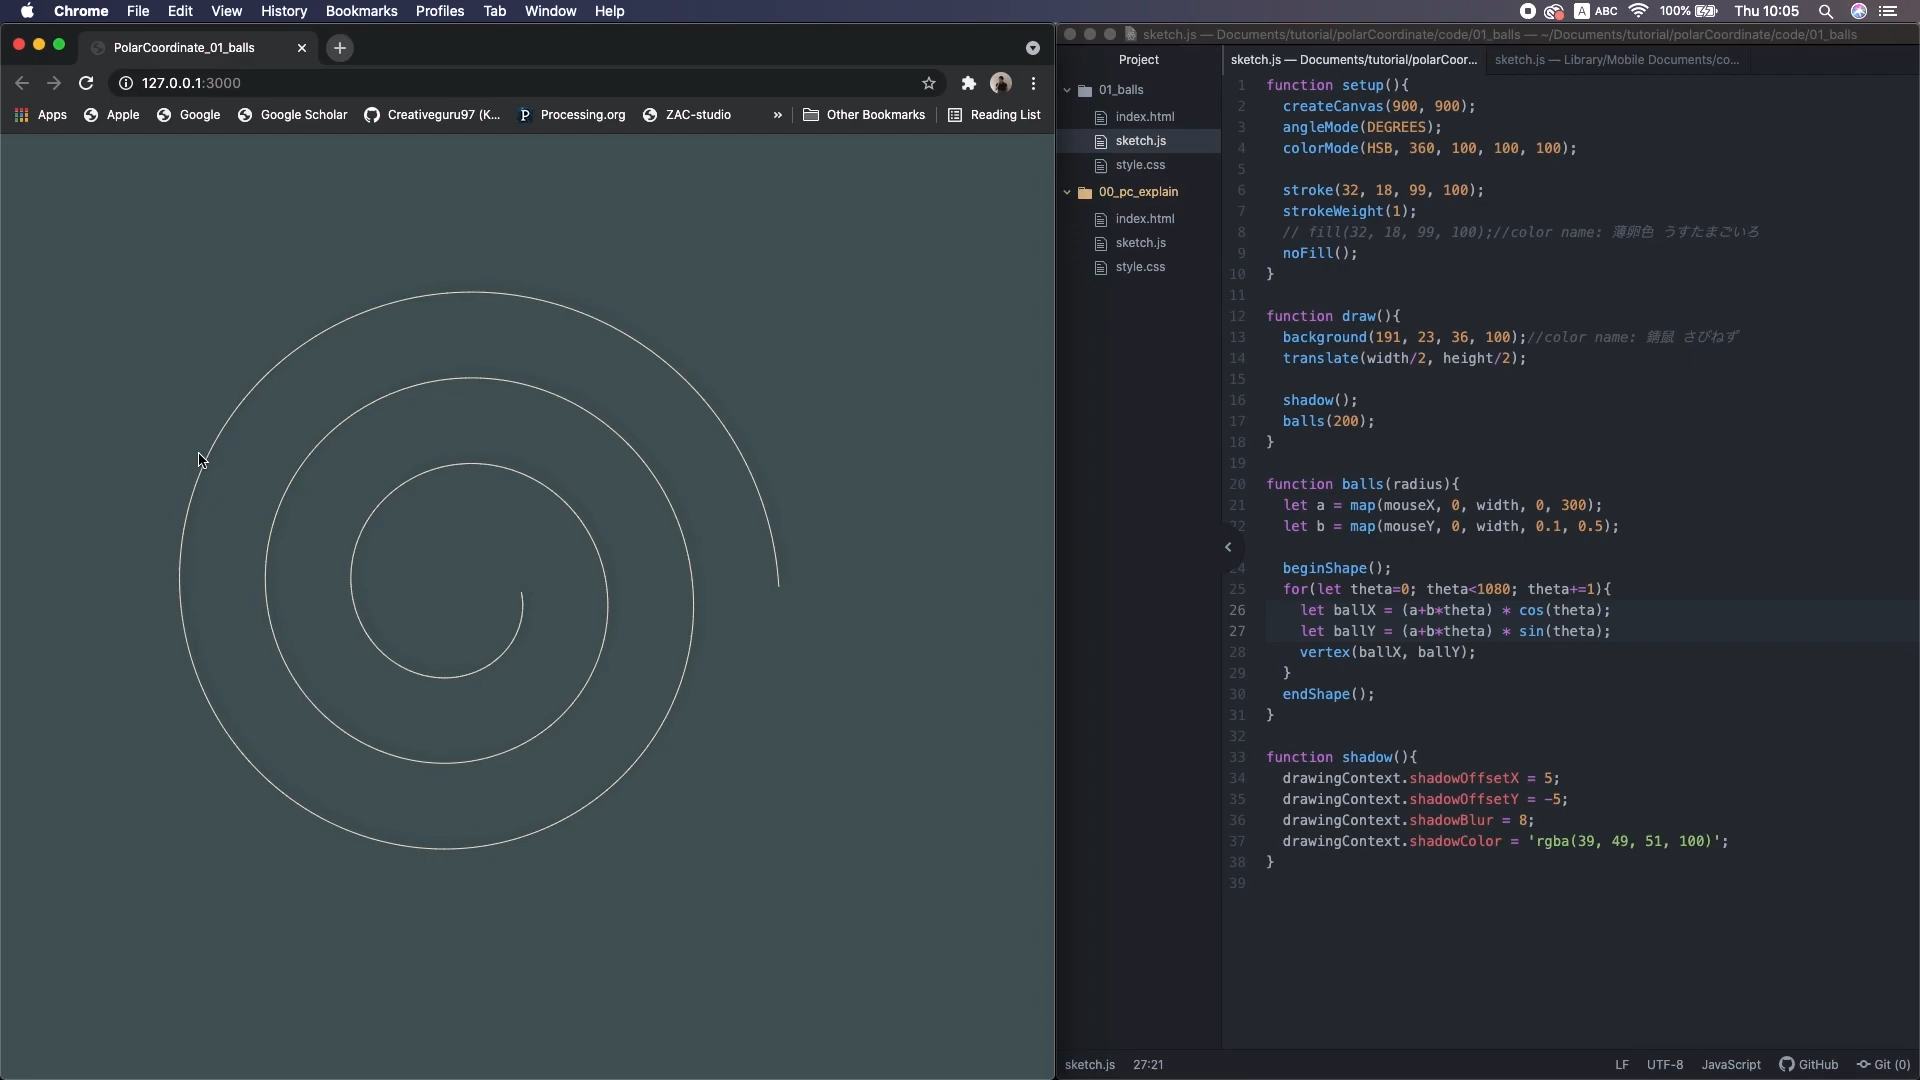 Chrome File Edit View History Bookmarks Profiles Tab Window Help
A ABC 100% Thu 10:05
PolarCoordinate_01_balls
127.0.0.1:3000
Apps Apple Google Google Scholar Creativeguru97 (K... Processing.org ZAC-studio » Other Bookmarks Reading List
sketch.js — Documents/tutorial/polarCoordinate/code/01_balls — ~/Documents/tutorial/polarCoordinate/code/01_balls
Project
01_balls
index.html
sketch.js
style.css
00_pc_explain
index.html
sketch.js
style.css
sketch.js — Documents/tutorial/polarCoor... sketch.js — Library/Mobile Documents/co...
1 function setup(){
2 createCanvas(900, 900);
3 angleMode(DEGREES);
4 colorMode(HSB, 360, 100, 100, 100);
5
6 stroke(32, 18, 99, 100);
7 strokeWeight(1);
8 // fill(32, 18, 99, 100);//color name: 薄卵色 うすたまごいろ
9 noFill();
10 }
11
12 function draw(){
13 background(191, 23, 36, 100);//color name: 錆鼠 さびねず
14 translate(width/2, height/2);
15
16 shadow();
17 balls(200);
18 }
19
20 function balls(radius){
21 let a = map(mouseX, 0, width, 0, 300);
22 let b = map(mouseY, 0, width, 0.1, 0.5);
24 beginShape();
25 for(let theta=0; theta<1080; theta+=1){
26 let ballX = (a+b*theta) * cos(theta);
27 let ballY = (a+b*theta) * sin(theta);
28 vertex(ballX, ballY);
29 }
30 endShape();
31 }
32
33 function shadow(){
34 drawingContext.shadowOffsetX = 5;
35 drawingContext.shadowOffsetY = -5;
36 drawingContext.shadowBlur = 8;
37 drawingContext.shadowColor = 'rgba(39, 49, 51, 100)';
38 }
39
sketch.js 27:21 LF UTF-8 JavaScript GitHub Git (0)